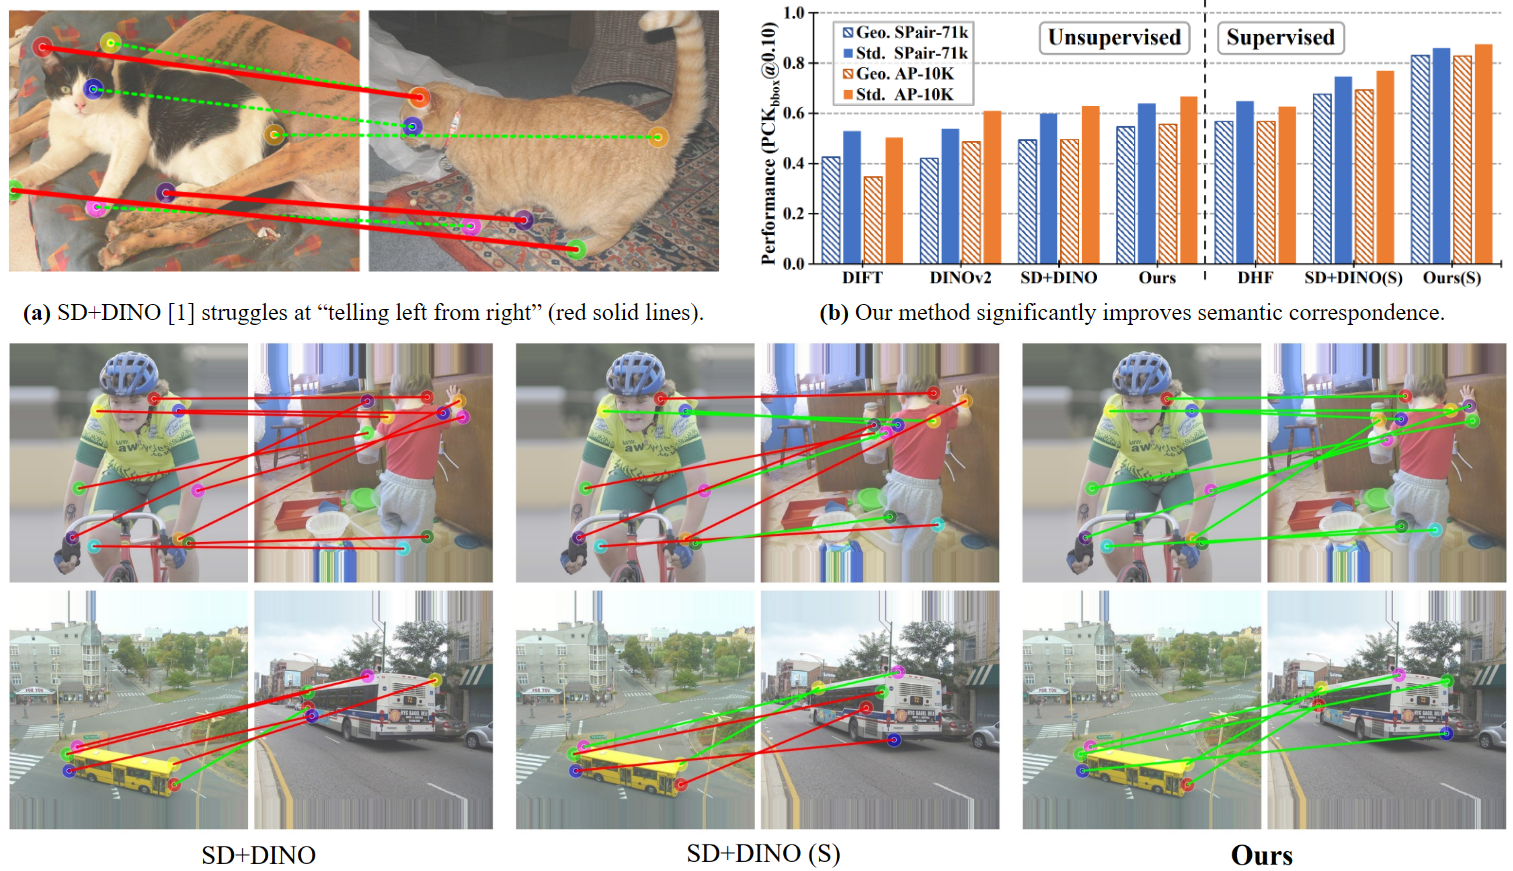 1.0
0.8
0.6
0.4
0.2
0.0
Performance (PCKbbox@0.10)
Geo. SPair-71k
Std. SPair-71k
Geo. AP-10K
Std. AP-10K
Unsupervised
Supervised
DIFT
DINOv2
SD+DINO
Ours
DHF
SD+DINO(S)
Ours(S)
(a) SD+DINO [1] struggles at “telling left from right” (red solid lines).
(b) Our method significantly improves semantic correspondence.
SD+DINO
SD+DINO (S)
Ours